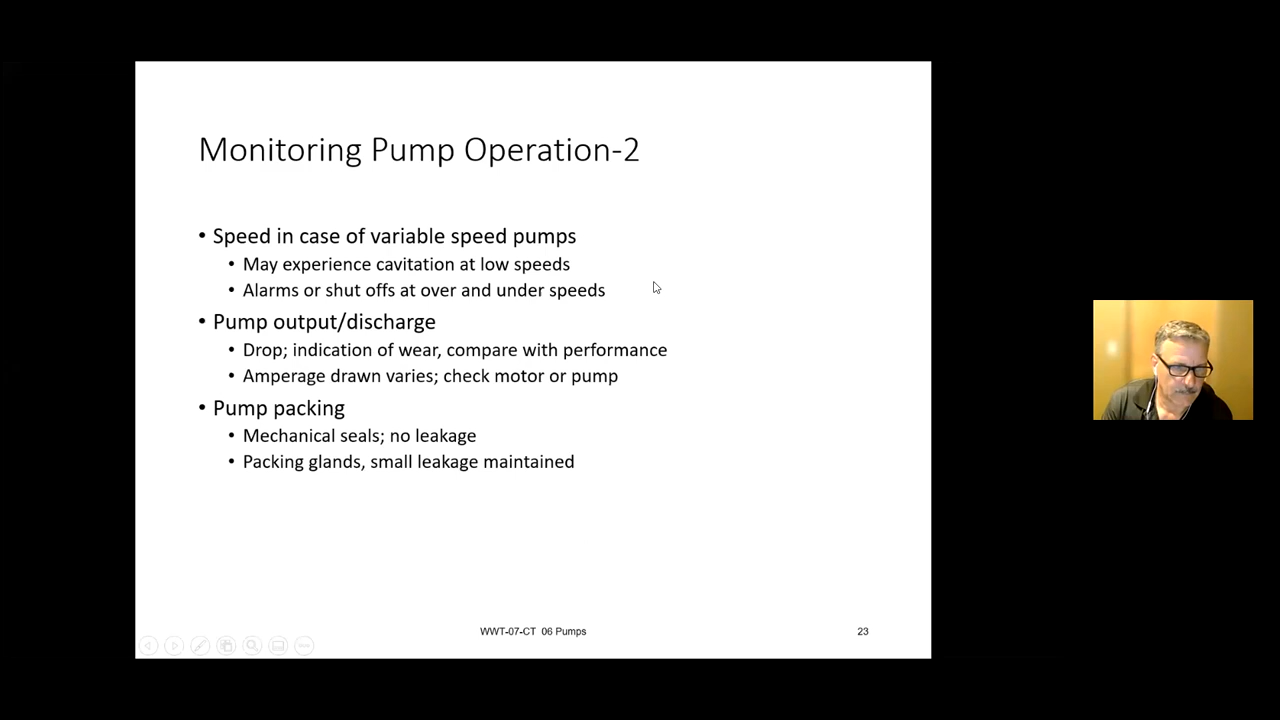 Monitoring Pump Operation-2
• Speed in case of variable speed pumps
• May experience cavitation at low speeds
• Alarms or shut offs at over and under speeds
• Pump output/discharge
• Drop; indication of wear, compare with performance
• Amperage drawn varies; check motor or pump
• Pump packing
• Mechanical seals; no leakage
• Packing glands, small leakage maintained
WWT-07-CT 06 Pumps
23